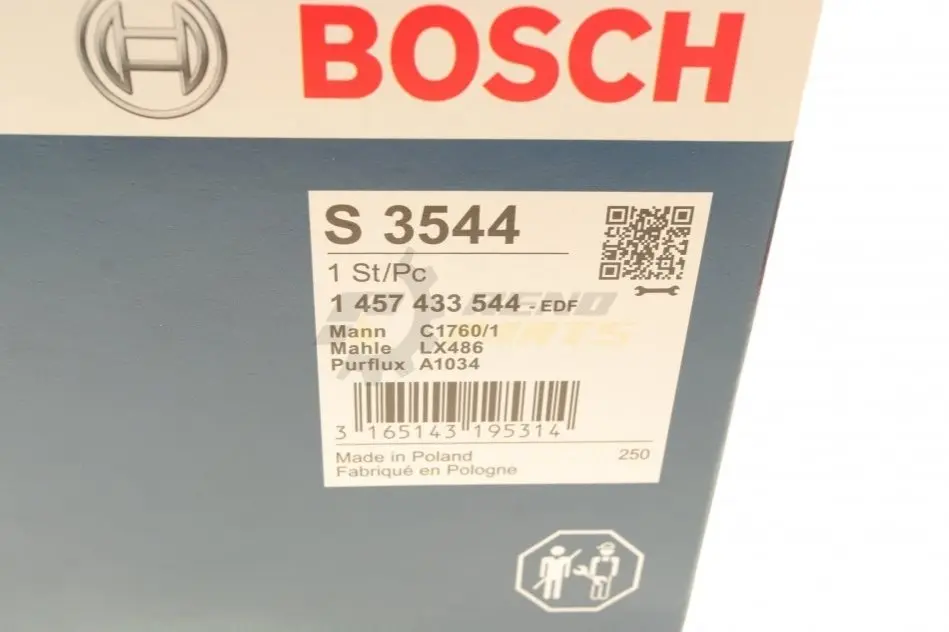 BOSCH
S 3544
1 St/Pc
1 457 433 544 - EDF
Mann C1760/1
Mahle LX486
Purflux A1034
3 165143 195314
Made in Poland 250
Fabriqué en Pologne